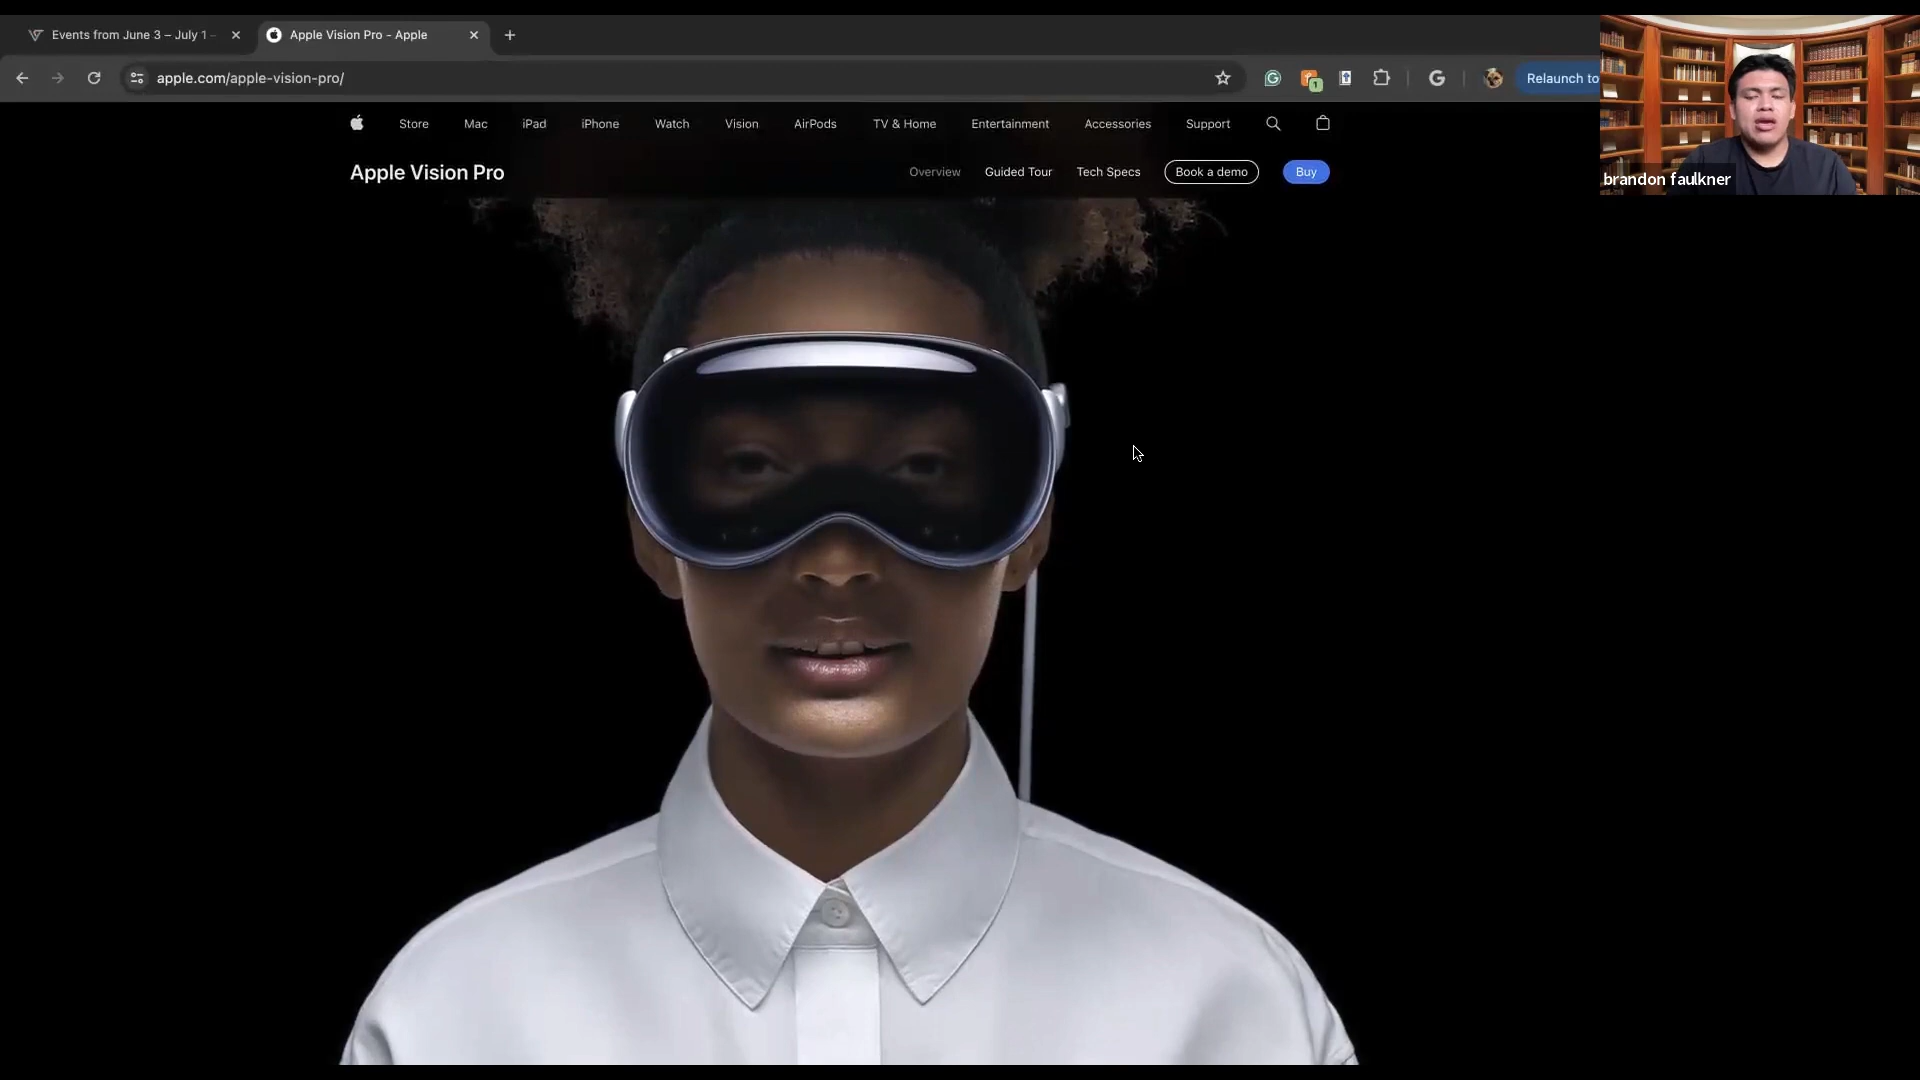 Events from June 3 – July 1 –
Apple Vision Pro - Apple
apple.com/apple-vision-pro/
1
G
Relaunch to
Store Mac iPad iPhone Watch Vision AirPods TV & Home Entertainment Accessories Support
Apple Vision Pro
Overview Guided Tour Tech Specs Book a demo Buy
brandon faulkner